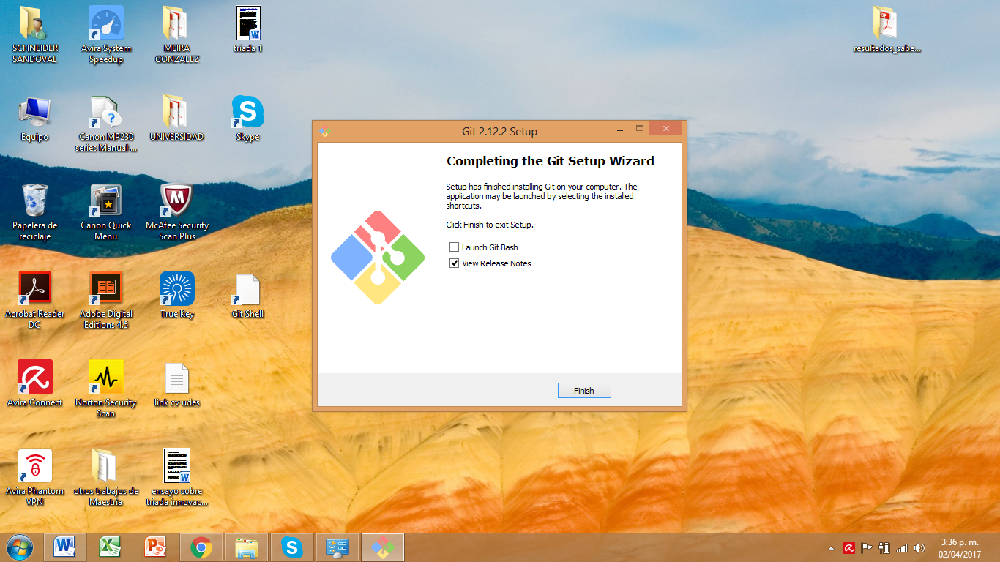 SCHNEIDER
SANDOVAL
Avira System
Speedup
MEIRA
GONZALEZ
triada 1
resultados_sabe...
Equipo
Canon MP230
series Manual ...
UNIVERSIDAD
Skype
Papelera de
reciclaje
Canon Quick
Menu
McAfee Security
Scan Plus
Acrobat Reader
DC
Adobe Digital
Editions 4.5
True Key
Git Shell
Avira Connect
Norton Security
Scan
link cv udes
Avira Phantom
VPN
otros trabajos de
Maestria
ensayo sobre
triada innovac...
Git 2.12.2 Setup
Completing the Git Setup Wizard
Setup has finished installing Git on your computer. The
application may be launched by selecting the installed
shortcuts.
Click Finish to exit Setup.
Launch Git Bash
View Release Notes
Finish
3:36 p. m.
02/04/2017